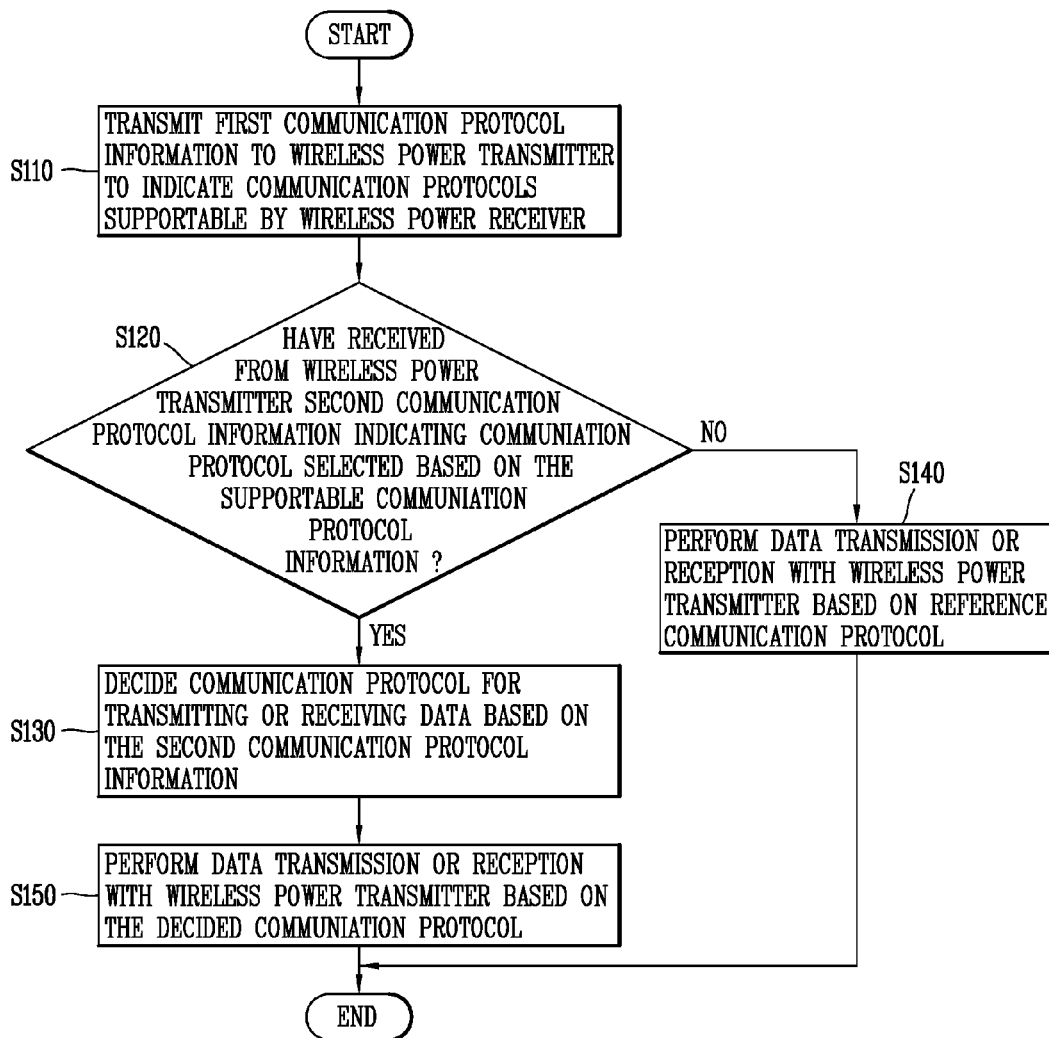 START
S110
TRANSMIT FIRST COMMUNICATION PROTOCOL
INFORMATION TO WIRELESS POWER TRANSMITTER
TO INDICATE COMMUNICATION PROTOCOLS
SUPPORTABLE BY WIRELESS POWER RECEIVER
S120
HAVE RECEIVED
FROM WIRELESS POWER
TRANSMITTER SECOND COMMUNICATION
PROTOCOL INFORMATION INDICATING COMMUNIATION
PROTOCOL SELECTED BASED ON THE
SUPPORTABLE COMMUNIATION
PROTOCOL
INFORMATION ?
NO
S140
PERFORM DATA TRANSMISSION OR
RECEPTION WITH WIRELESS POWER
TRANSMITTER BASED ON REFERENCE
COMMUNICATION PROTOCOL
YES
S130
DECIDE COMMUNICATION PROTOCOL FOR
TRANSMITTING OR RECEIVING DATA BASED ON
THE SECOND COMMUNICATION PROTOCOL
INFORMATION
S150
PERFORM DATA TRANSMISSION OR RECEPTION
WITH WIRELESS POWER TRANSMITTER BASED ON
THE DECIDED COMMUNIATION PROTOCOL
END